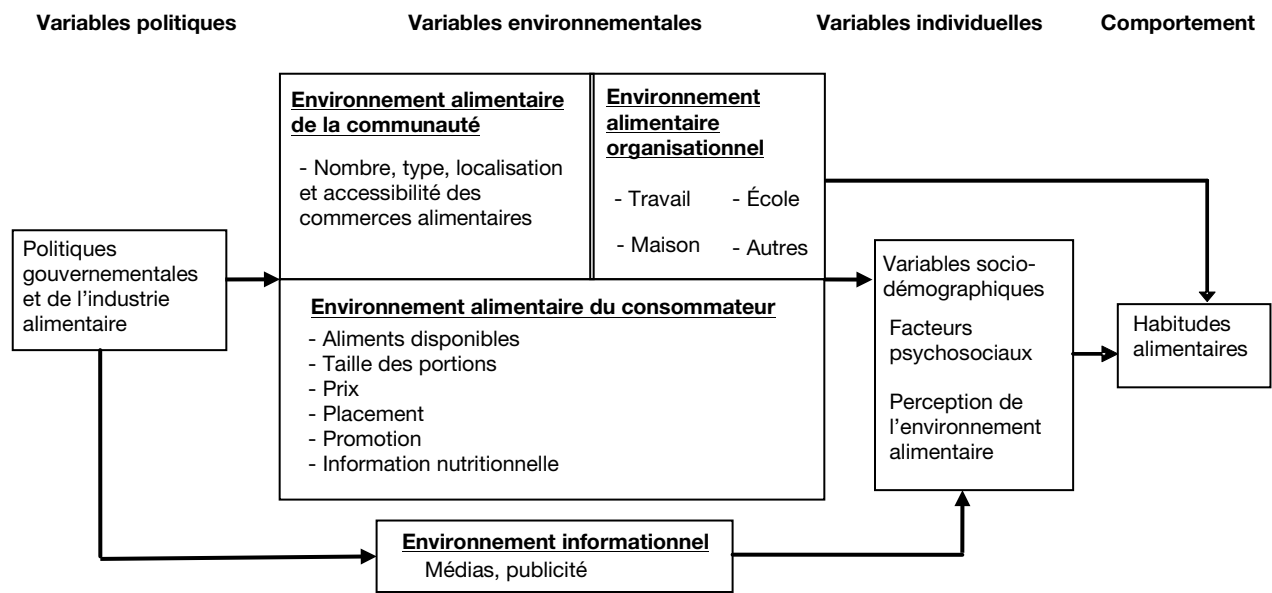 Variables politiques
Variables environnementales
Variables individuelles
Comportement
Politiques
gouvernementales
et de l'industrie
alimentaire
Environnement alimentaire
de la communauté
- Nombre, type, localisation
et accessibilité des
commerces alimentaires
Environnement
alimentaire
organisationnel
- Travail
- École
- Maison
- Autres
Environnement alimentaire du consommateur
- Aliments disponibles
- Taille des portions
- Prix
- Placement
- Promotion
- Information nutritionnelle
Environnement informationnel
Médias, publicité
Variables socio-
démographiques
Facteurs
psychosociaux
Perception de
l'environnement
alimentaire
Habitudes
alimentaires